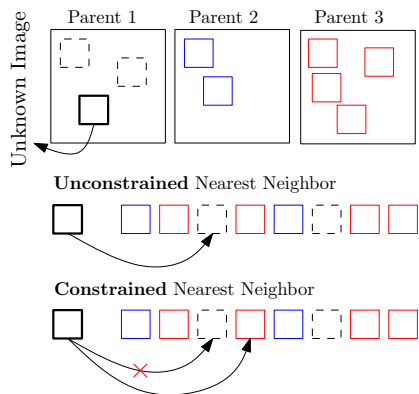 Parent 1 Parent 2 Parent 3
Unknown Image
Unconstrained Nearest Neighbor
Constrained Nearest Neighbor